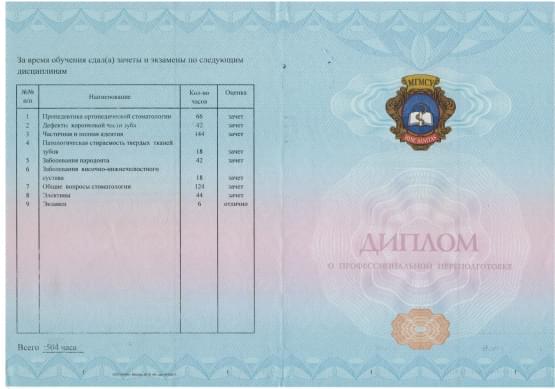 За время обучения сдал(а) зачеты и экзамены по следующим
дисциплинам
№№ п/п Наименование Кол-во часов Оценка
1 Пропедевтика ортопедической стоматологии 66 зачет
2 Дефекты коронковой части зуба 42 зачет
3 Частичная и полная адентия 144 зачет
4 Патологическая стираемость твердых тканей
зубов 18 зачет
5 Заболевания пародонта 42 зачет
6 Заболевания височно-нижнечелюстного
сустава 18 зачет
7 Общие вопросы стоматологии 124 зачет
8 Элективы 44 зачет
9 Экзамен 6 отлично
Всего 504 часа
МГМСУ
ДИПЛОМ
О ПРОФЕССИОНАЛЬНОЙ ПЕРЕПОДГОТОВКЕ